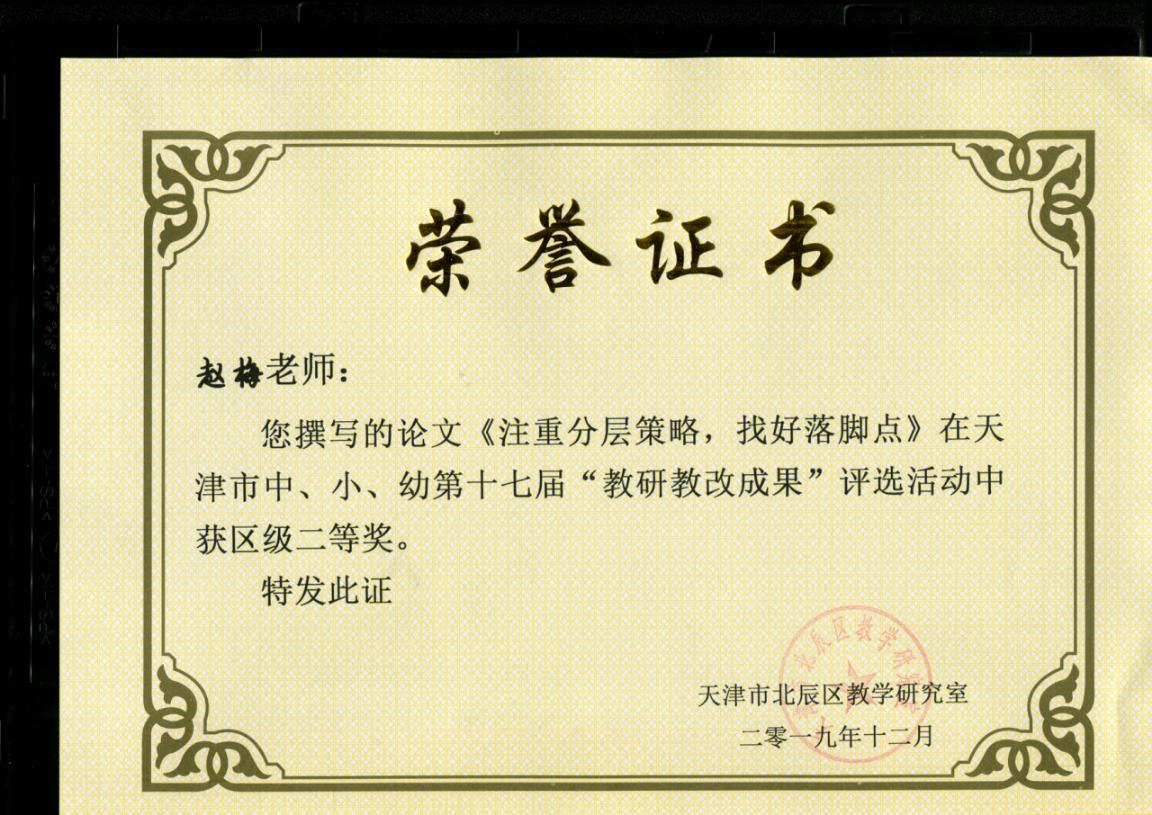 荣誉证书
赵梅老师：
您撰写的论文《注重分层策略，找好落脚点》在天
津市中、小、幼第十七届“教研教改成果”评选活动中
获区级二等奖。
特发此证
天津市北辰区教学研究室
二零一九年十二月